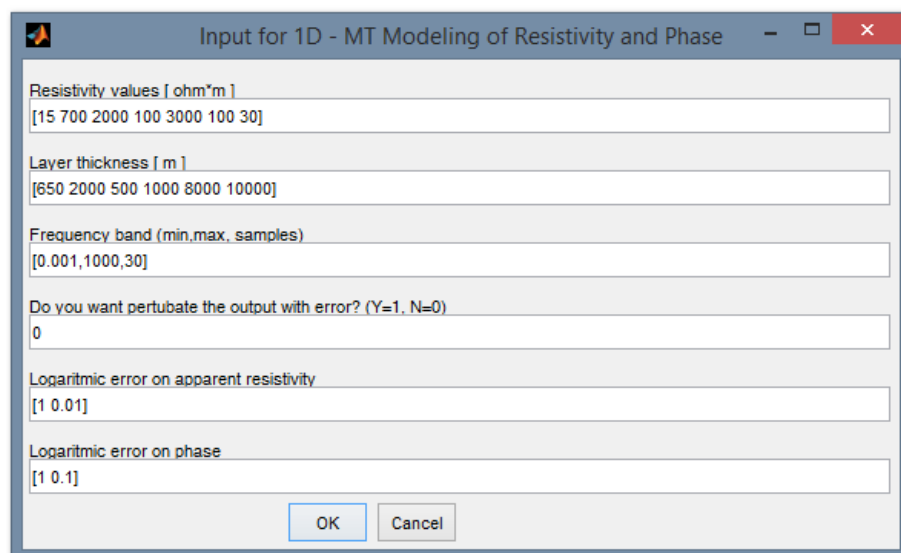 Input for 1D - MT Modeling of Resistivity and Phase
Resistivity values [ ohm*m ]
[15 700 2000 100 3000 100 30]
Layer thickness [ m ]
[650 2000 500 1000 8000 10000]
Frequency band (min,max, samples)
[0.001,1000,30]
Do you want pertubate the output with error? (Y=1, N=0)
0
Logaritmic error on apparent resistivity
[1 0.01]
Logaritmic error on phase
[1 0.1]
OK Cancel